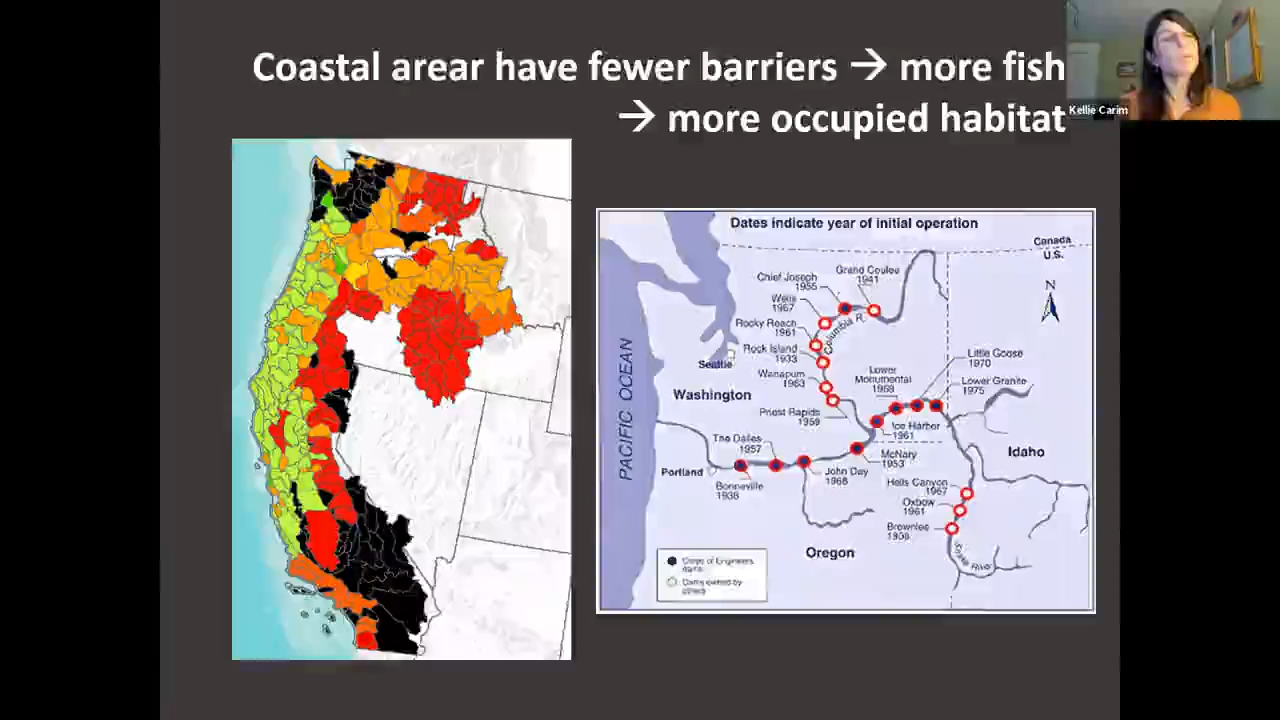 Coastal arear have fewer barriers → more fish
→ more occupied habitat
Kellie Carim
Dates indicate year of initial operation
Canada
U.S.
N
Chief Joseph
1955
Grand Coulee
1941
Wells
1967
Rocky Reach
1961
Columbia R.
Rock Island
1933
Seattle
Wanapum
1963
Washington
Priest Rapids
1959
Lower
Monumental
1969
Little Goose
1970
Lower Granite
1975
Ice Harbor
1961
PACIFIC OCEAN
The Dalles
1957
McNary
1953
Idaho
Portland
John Day
1968
Bonneville
1938
Hells Canyon
1967
Oxbow
1961
Brownlee
Snake River
Oregon
Corps of Engineers
dams
Dams owned by
others